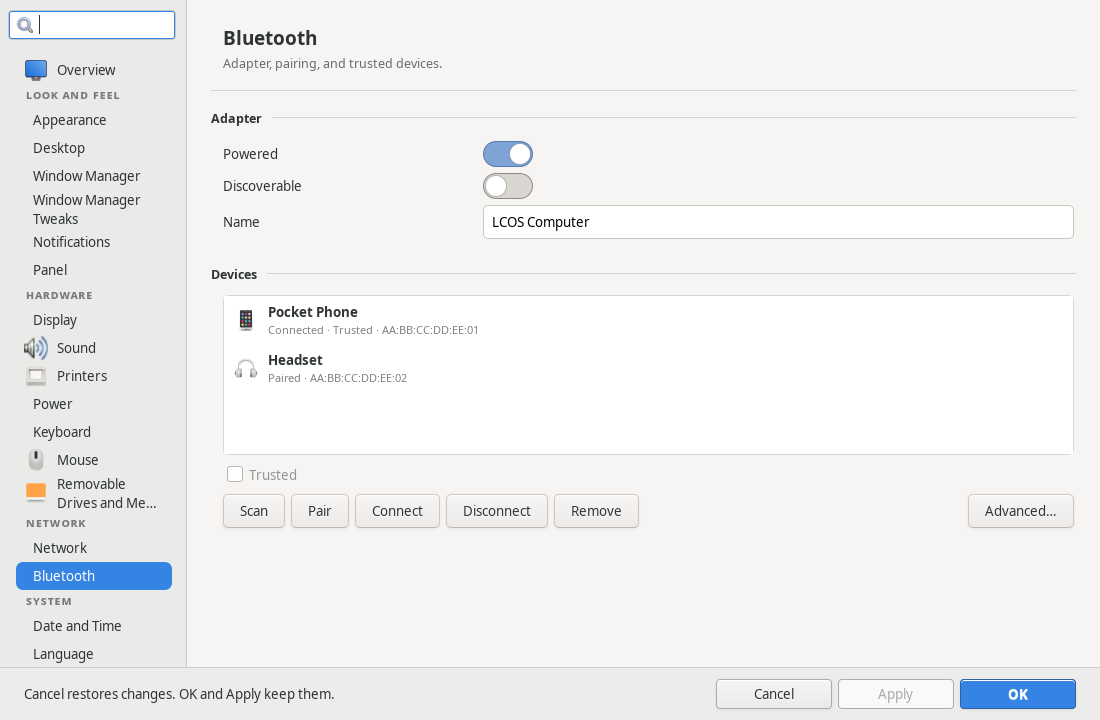 Overview
LOOK AND FEEL
Appearance
Desktop
Window Manager
Window Manager
Tweaks
Notifications
Panel
HARDWARE
Display
Sound
Printers
Power
Keyboard
Mouse
Removable
Drives and Me...
NETWORK
Network
Bluetooth
SYSTEM
Date and Time
Language
Bluetooth
Adapter, pairing, and trusted devices.
Adapter
Powered
Discoverable
Name
LCOS Computer
Devices
Pocket Phone
Connected · Trusted · AA:BB:CC:DD:EE:01
Headset
Paired · AA:BB:CC:DD:EE:02
Trusted
Scan Pair Connect Disconnect Remove Advanced...
Cancel restores changes. OK and Apply keep them.
Cancel Apply OK